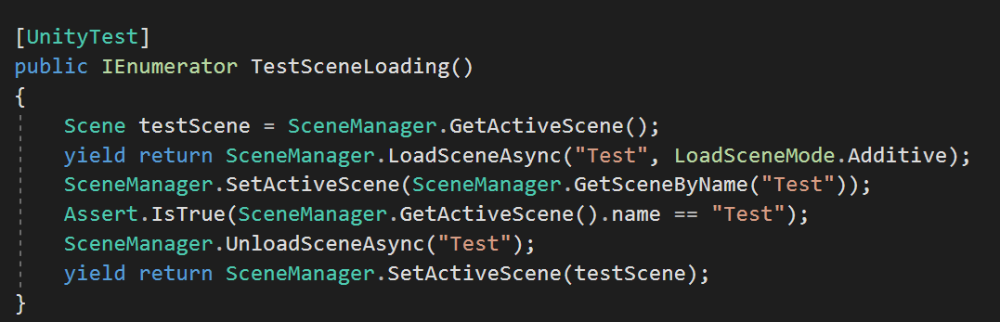 [UnityTest]
public IEnumerator TestSceneLoading()
{
    Scene testScene = SceneManager.GetActiveScene();
    yield return SceneManager.LoadSceneAsync("Test", LoadSceneMode.Additive);
    SceneManager.SetActiveScene(SceneManager.GetSceneByName("Test"));
    Assert.IsTrue(SceneManager.GetActiveScene().name == "Test");
    SceneManager.UnloadSceneAsync("Test");
    yield return SceneManager.SetActiveScene(testScene);
}